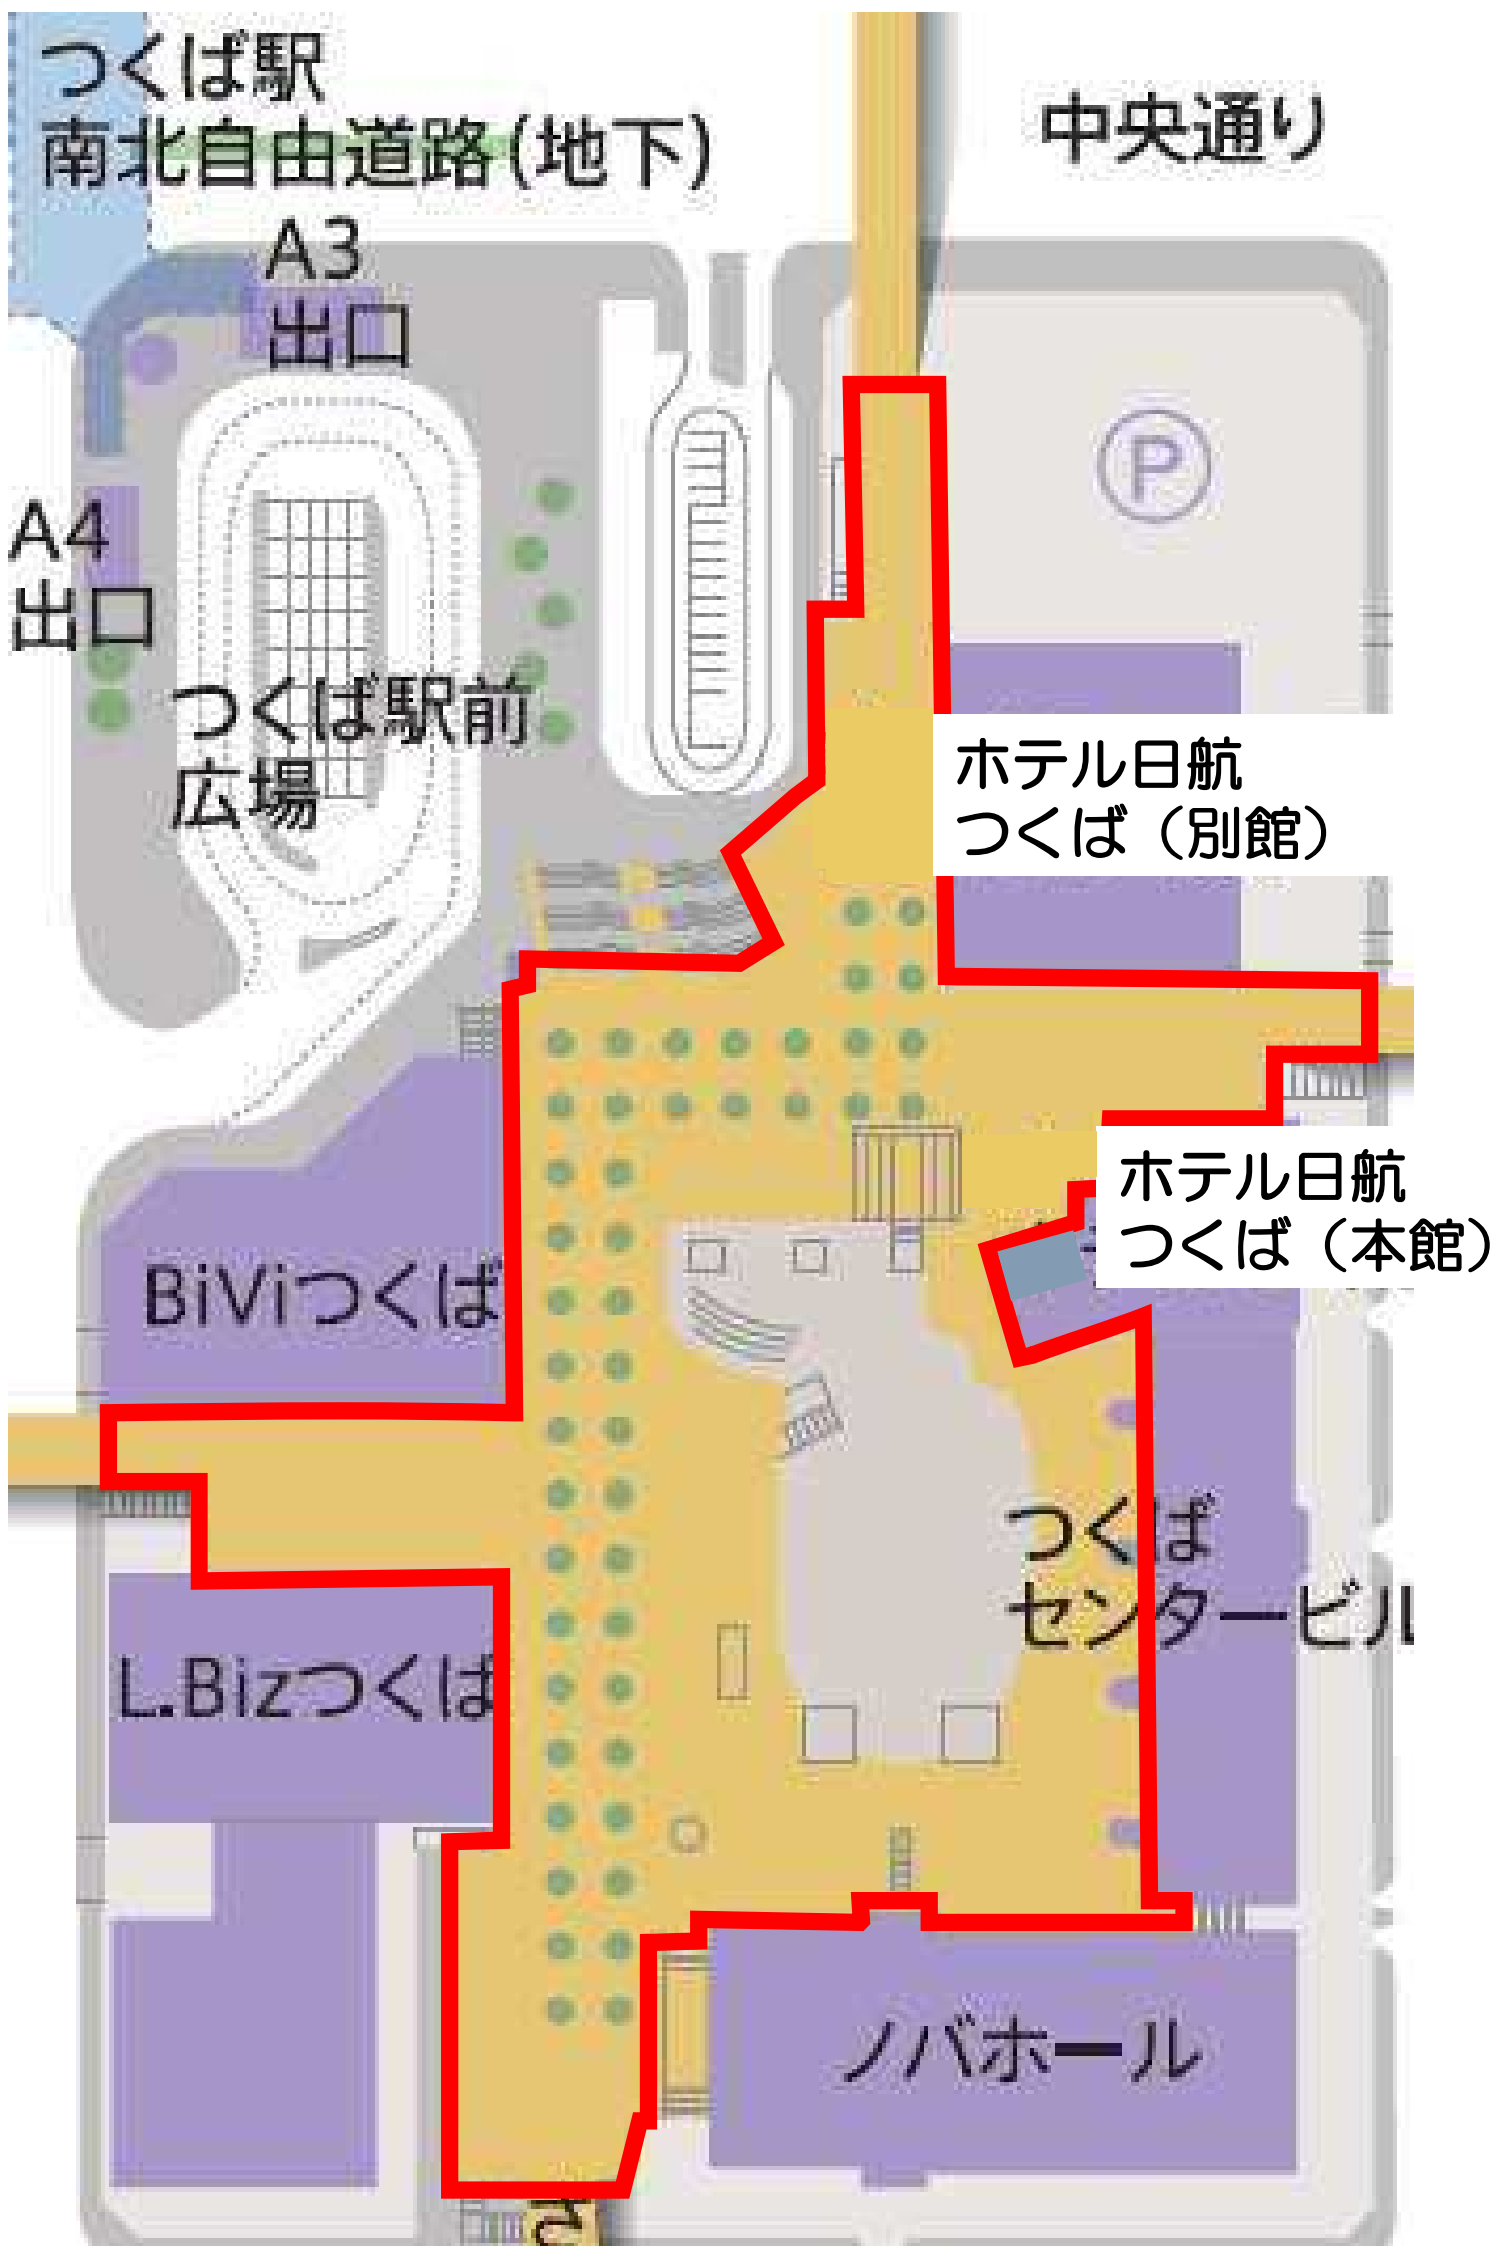 つくば駅
南北自由道路(地下)
中央通り
A3
出口
P
A4
出口
つくば駅前
広場
ホテル日航
つくば（別館）
ホテル日航
つくば（本館）
BiViつくば
つくば
センタービル
L.Bizつくば
ノバホール